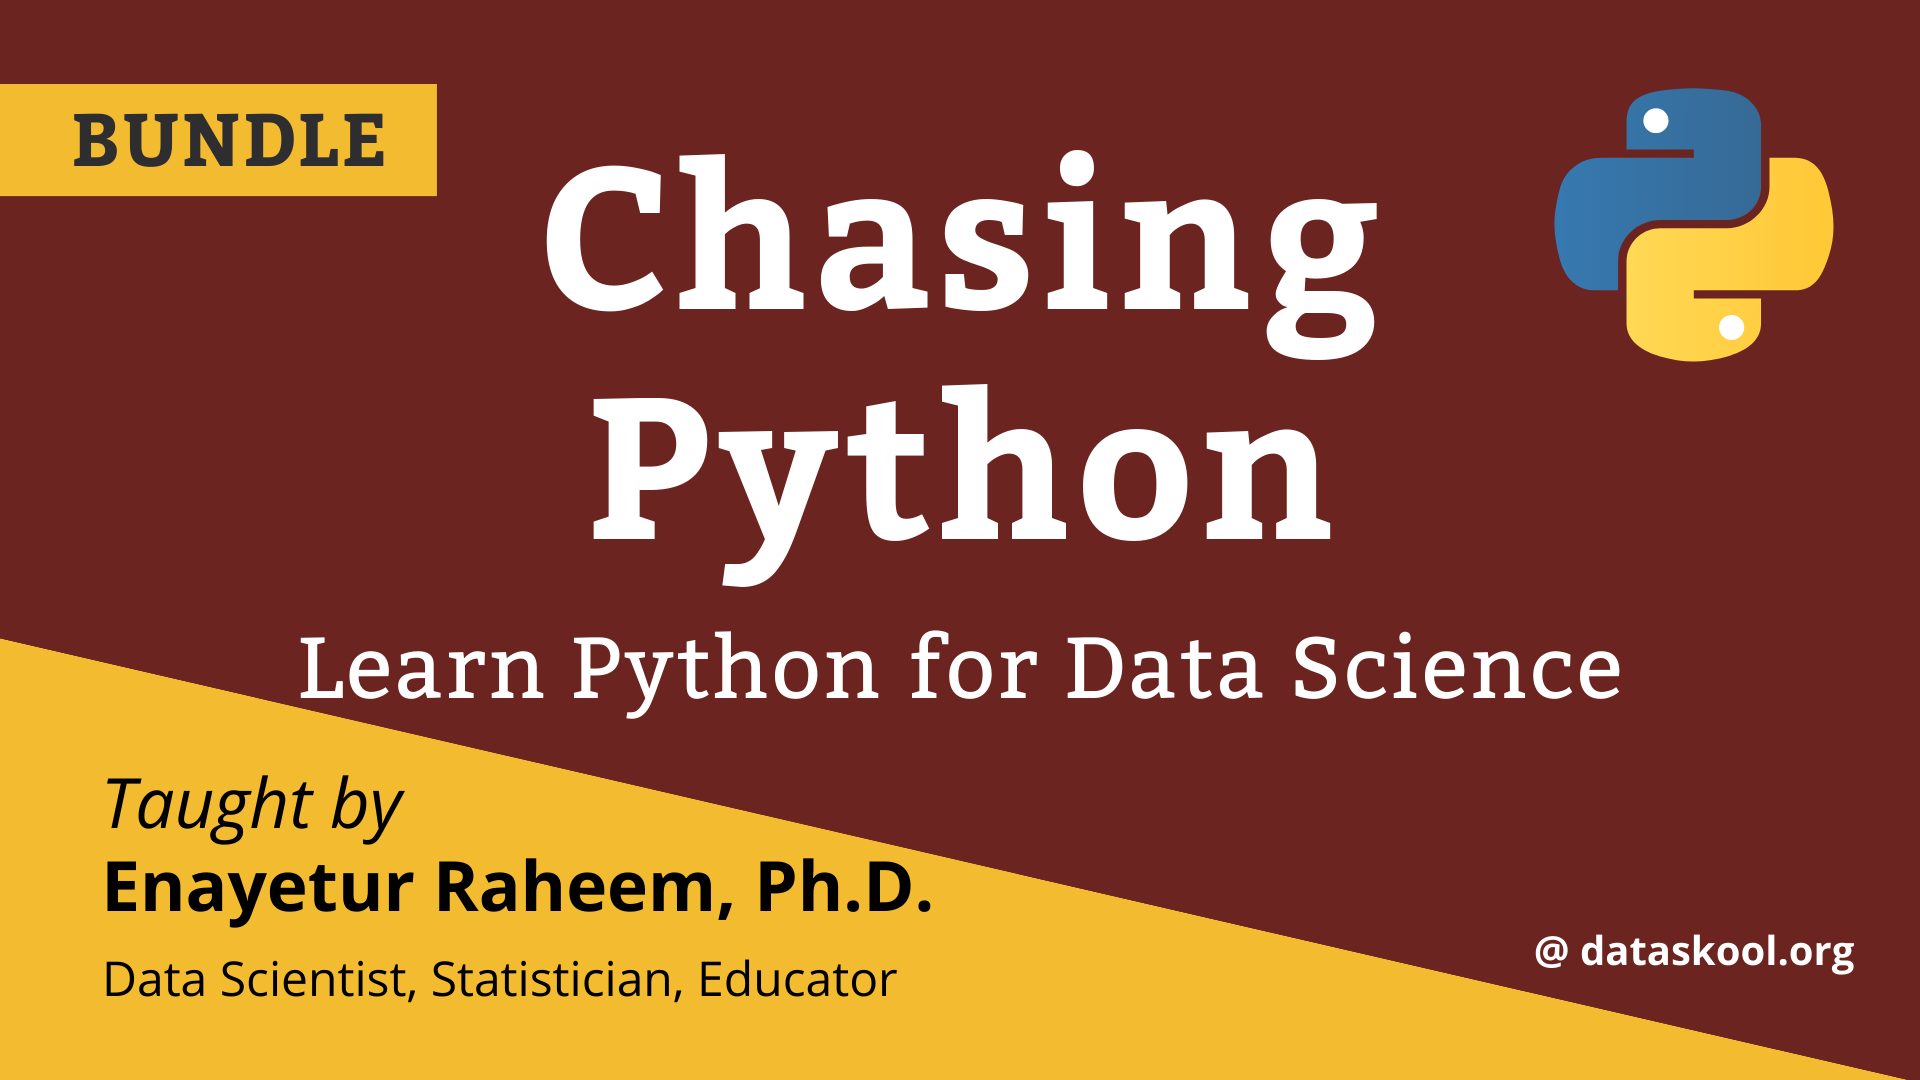 BUNDLE
Chasing
Python
Learn Python for Data Science
Taught by
Enayetur Raheem, Ph.D.
Data Scientist, Statistician, Educator
@ dataskool.org